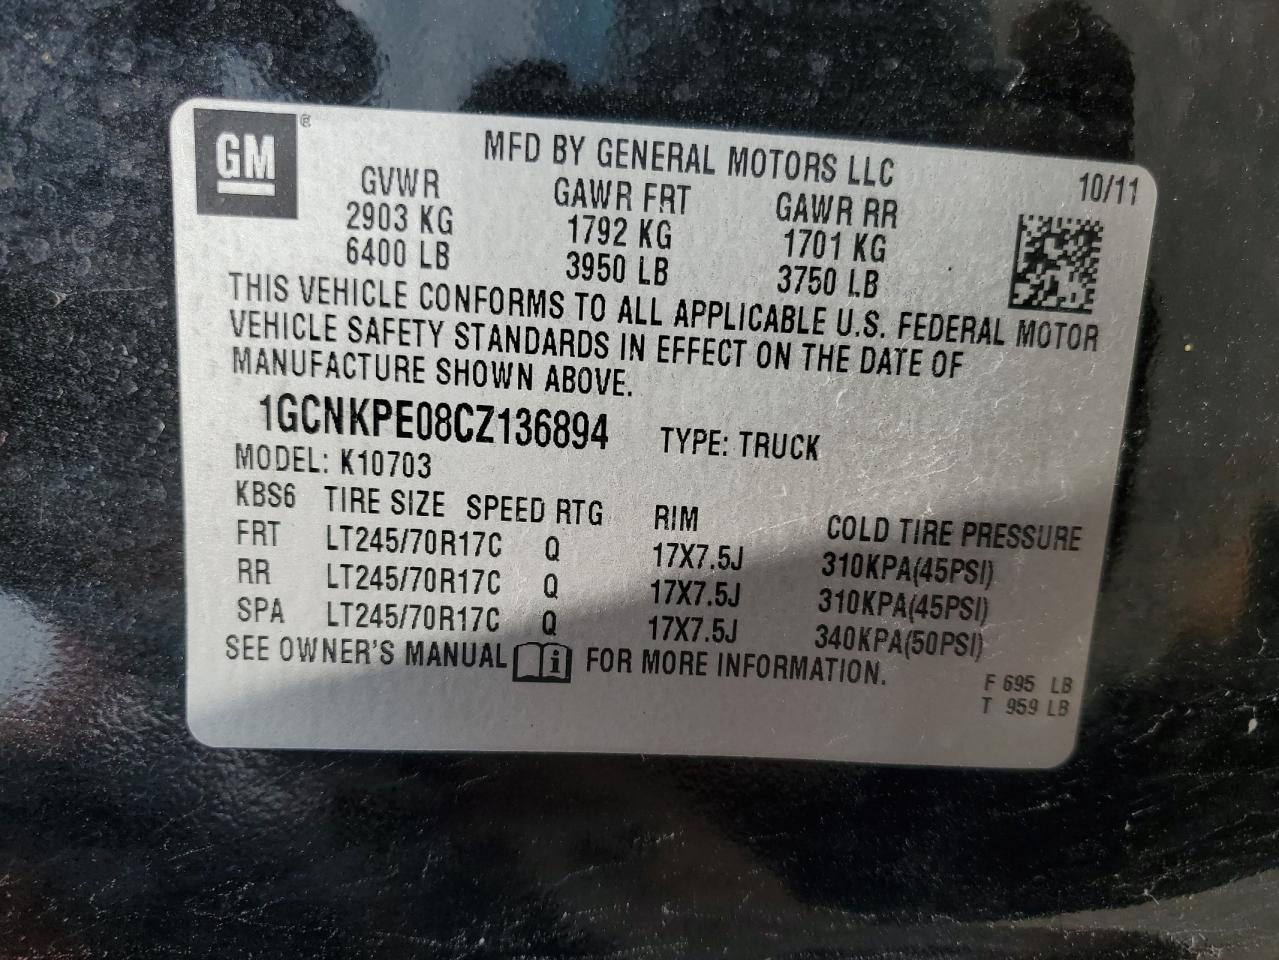 GM ®
MFD BY GENERAL MOTORS LLC
10/11
GVWR GAWR FRT GAWR RR
2903 KG 1792 KG 1701 KG
6400 LB 3950 LB 3750 LB
THIS VEHICLE CONFORMS TO ALL APPLICABLE U.S. FEDERAL MOTOR
VEHICLE SAFETY STANDARDS IN EFFECT ON THE DATE OF
MANUFACTURE SHOWN ABOVE.
1GCNKPE08CZ136894 TYPE: TRUCK
MODEL: K10703
KBS6 TIRE SIZE SPEED RTG RIM COLD TIRE PRESSURE
FRT LT245/70R17C Q 17X7.5J 310KPA(45PSI)
RR LT245/70R17C Q 17X7.5J 310KPA(45PSI)
SPA LT245/70R17C Q 17X7.5J 340KPA(50PSI)
SEE OWNER'S MANUAL i FOR MORE INFORMATION.
F 695 LB
T 959 LB